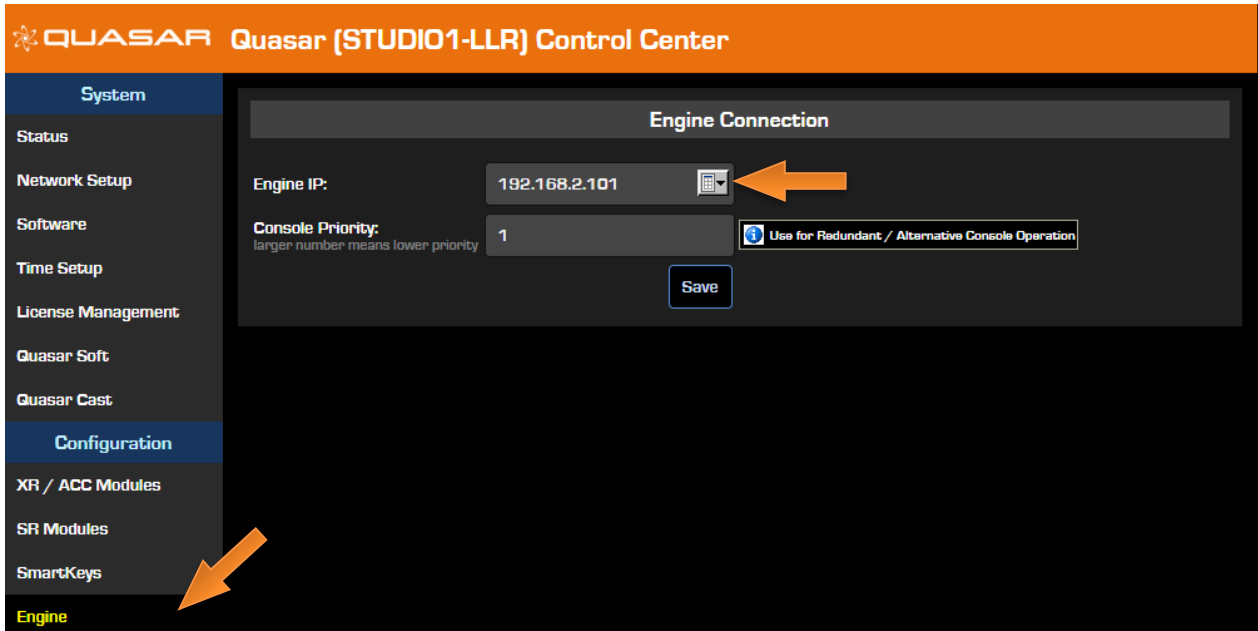 QUASAR Quasar (STUDIO1-LLR) Control Center
System
Status
Network Setup
Software
Time Setup
License Management
Quasar Soft
Quasar Cast
Configuration
XR / ACC Modules
SR Modules
SmartKeys
Engine
Engine Connection
Engine IP: 192.168.2.101
Console Priority: 1 Use for Redundant / Alternative Console Operation
larger number means lower priority
Save